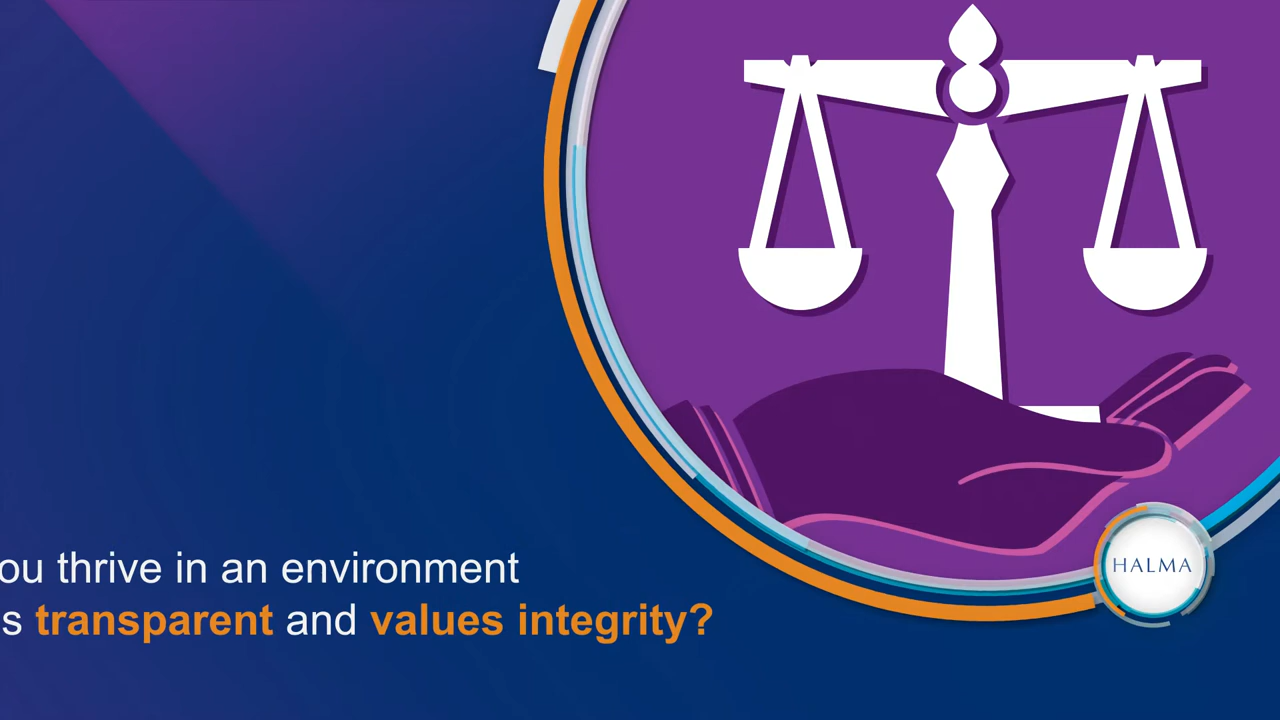 ou thrive in an environment
s transparent and values integrity?
HALMA